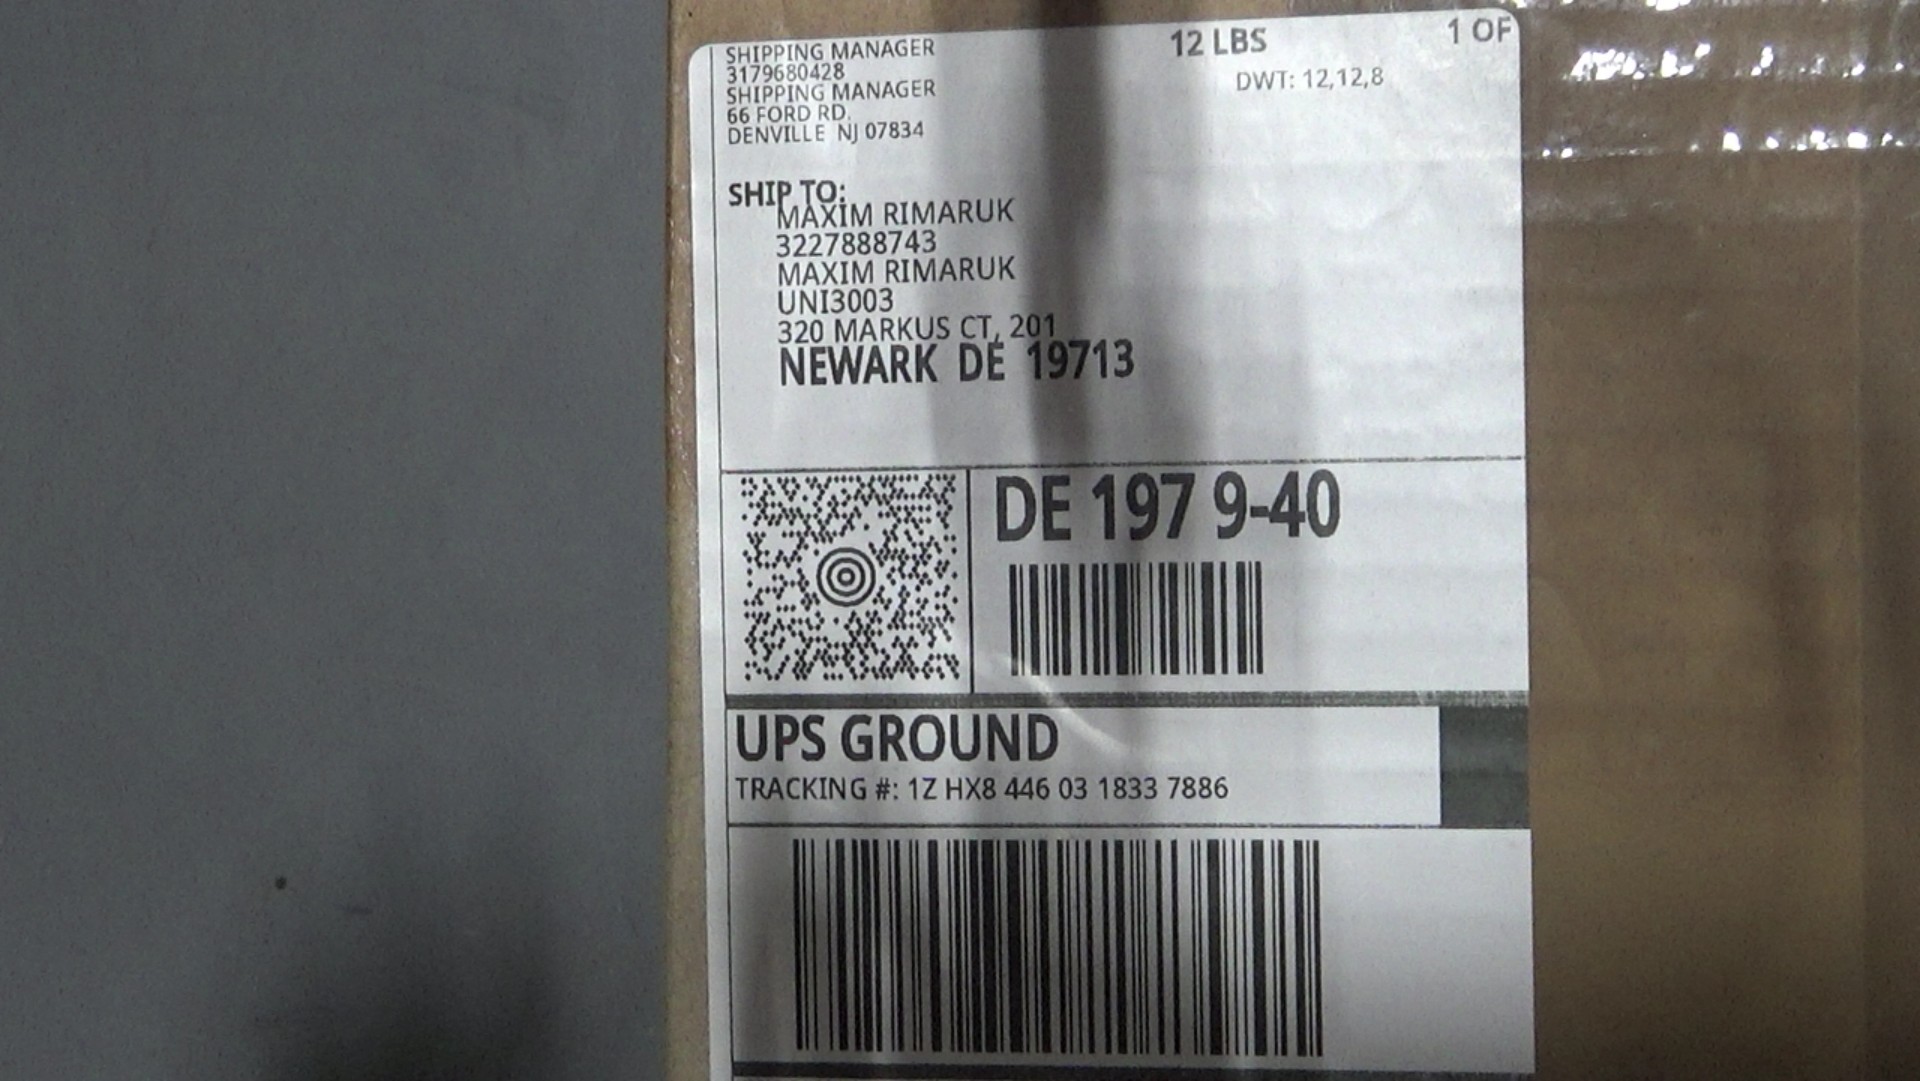 SHIPPING MANAGER
3179680428
SHIPPING MANAGER
66 FORD RD.
DENVILLE NJ 07834
12 LBS
1 OF
DWT: 12,12,8
SHIP TO:
MAXIM RIMARUK
3227888743
MAXIM RIMARUK
UNI3003
320 MARKUS CT, 201
NEWARK DE 19713
DE 197 9-40
UPS GROUND
TRACKING #: 1Z HX8 446 03 1833 7886